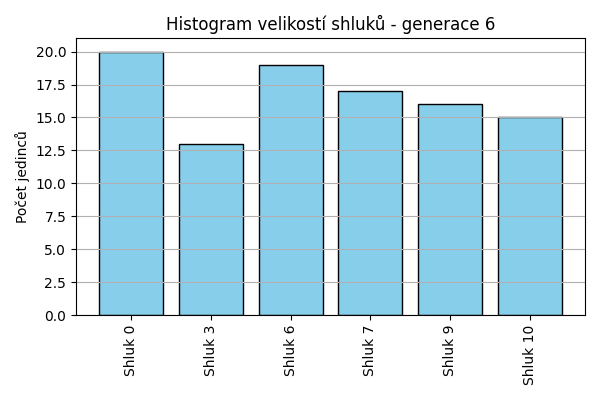 Histogram velikostí shluků - generace 6
Počet jedinců
20.0
17.5
15.0
12.5
10.0
7.5
5.0
2.5
0.0
Shluk 0
Shluk 3
Shluk 6
Shluk 7
Shluk 9
Shluk 10